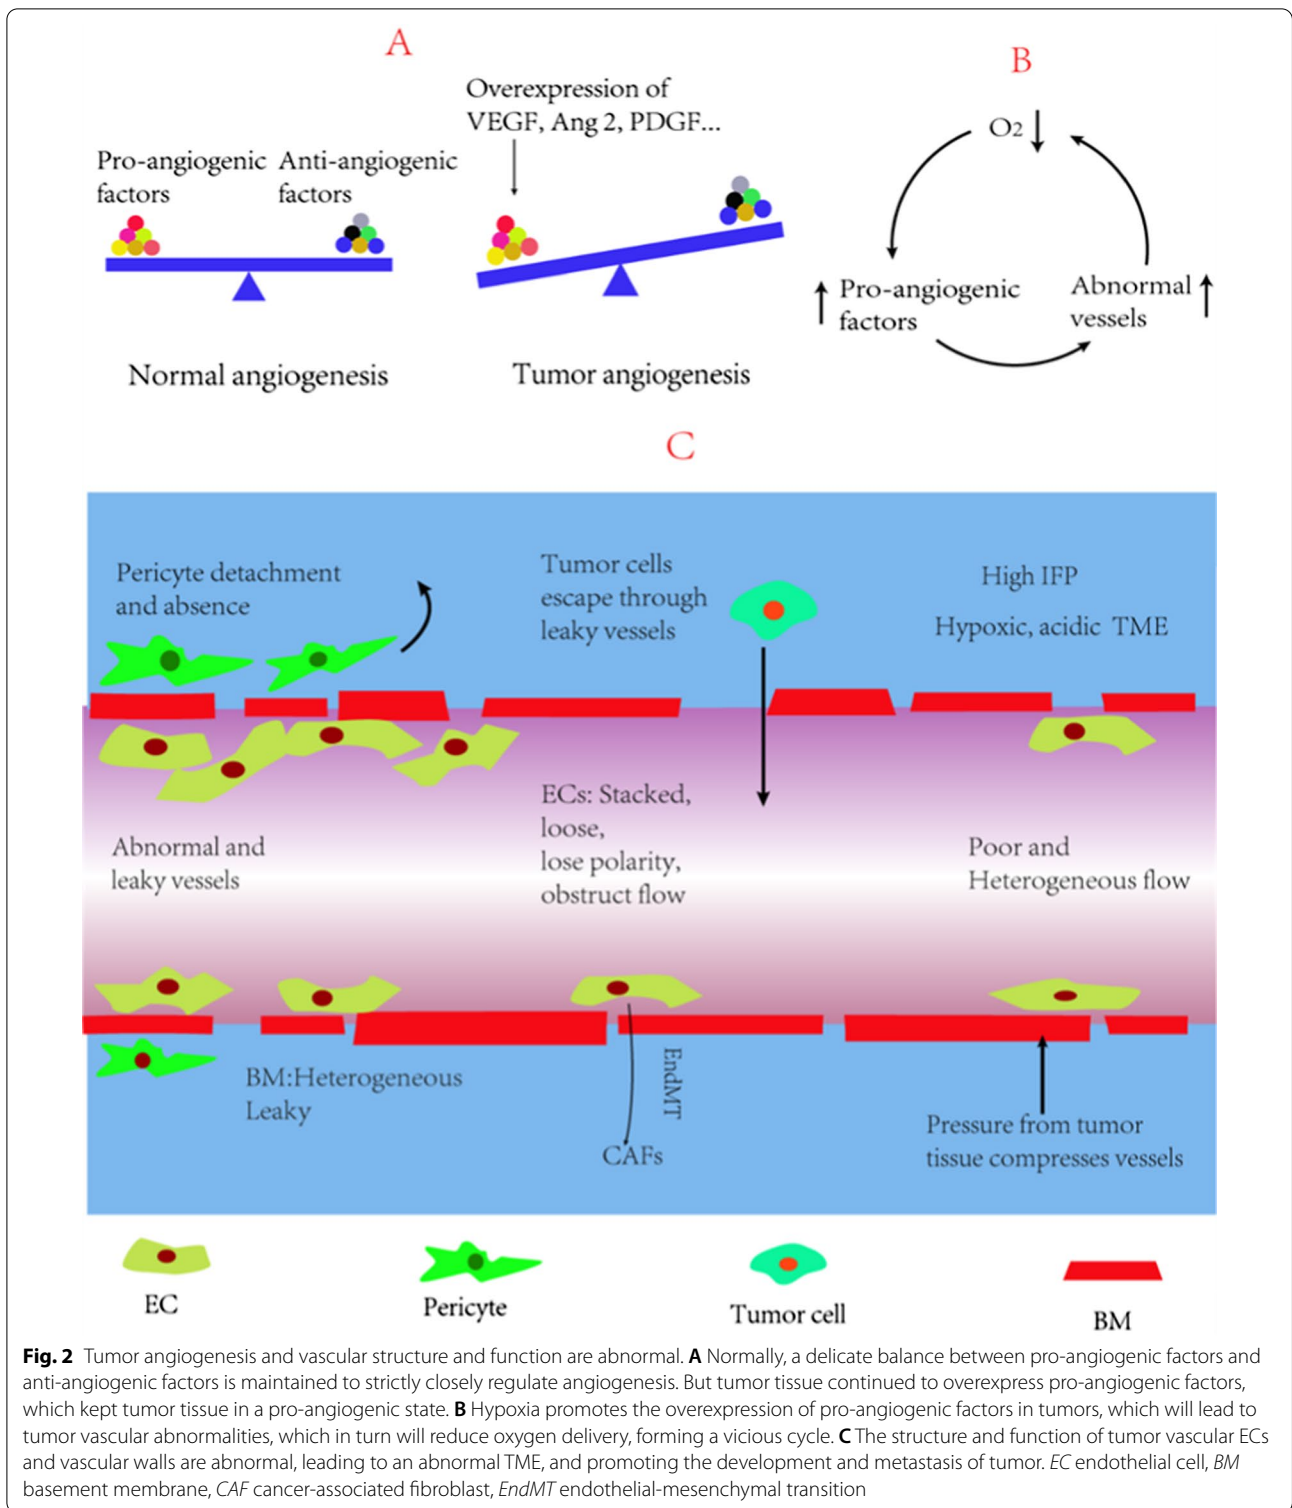 A
Overexpression of
VEGF, Ang 2, PDGF...
Pro-angiogenic
factors
Anti-angiogenic
factors
Normal angiogenesis
Tumor angiogenesis
B
O2
Pro-angiogenic
factors
Abnormal
vessels
C
Pericyte detachment
and absence
Tumor cells
escape through
leaky vessels
High IFP
Hypoxic, acidic TME
Abnormal and
leaky vessels
ECs: Stacked,
loose,
lose polarity,
obstruct flow
Poor and
Heterogeneous flow
BM:Heterogeneous
Leaky
EndMT
CAFs
Pressure from tumor
tissue compresses vessels
EC
Pericyte
Tumor cell
BM
Fig. 2 Tumor angiogenesis and vascular structure and function are abnormal. A Normally, a delicate balance between pro-angiogenic factors and
anti-angiogenic factors is maintained to strictly closely regulate angiogenesis. But tumor tissue continued to overexpress pro-angiogenic factors,
which kept tumor tissue in a pro-angiogenic state. B Hypoxia promotes the overexpression of pro-angiogenic factors in tumors, which will lead to
tumor vascular abnormalities, which in turn will reduce oxygen delivery, forming a vicious cycle. C The structure and function of tumor vascular ECs
and vascular walls are abnormal, leading to an abnormal TME, and promoting the development and metastasis of tumor. EC endothelial cell, BM
basement membrane, CAF cancer-associated fibroblast, EndMT endothelial-mesenchymal transition